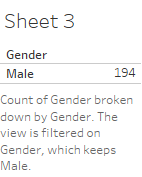 Sheet 3
Gender
Male 194
Count of Gender broken
down by Gender. The
view is filtered on
Gender, which keeps
Male.